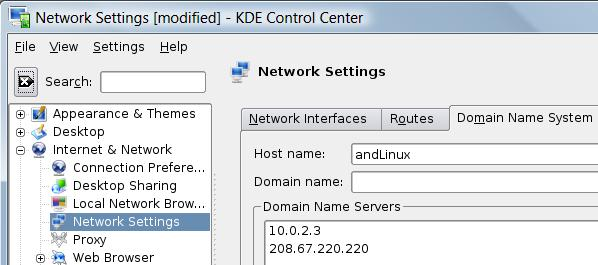 Network Settings [modified] - KDE Control Center
File View Settings Help
Search:
Network Settings
Appearance & Themes
Desktop
Internet & Network
Connection Prefere...
Desktop Sharing
Local Network Brow...
Network Settings
Proxy
Web Browser
Network Interfaces Routes Domain Name System
Host name: andLinux
Domain name:
Domain Name Servers
10.0.2.3
208.67.220.220